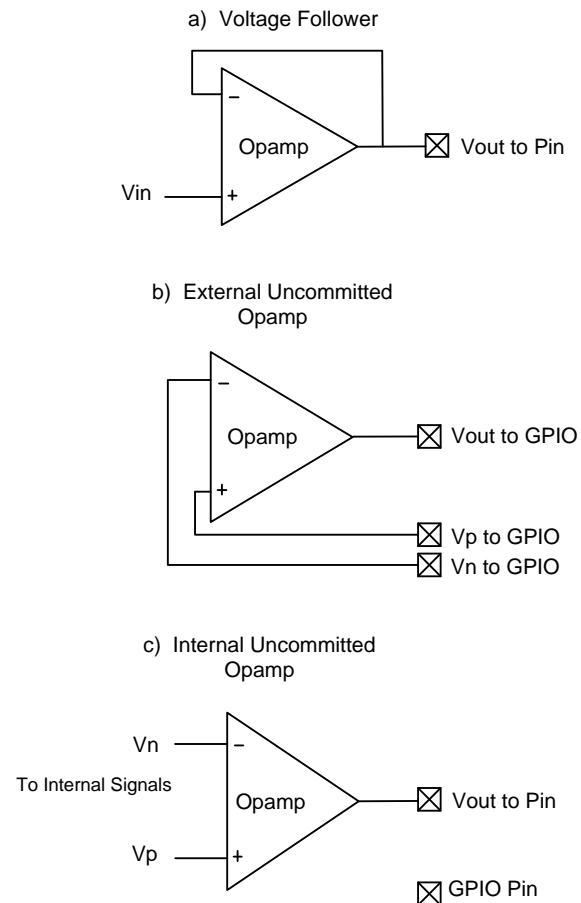 a) Voltage Follower
−
Opamp
Vout to Pin
Vin
+
b) External Uncommitted
Opamp
−
Opamp
Vout to GPIO
+
Vp to GPIO
Vn to GPIO
c) Internal Uncommitted
Opamp
Vn
−
To Internal Signals
Opamp
Vout to Pin
Vp
+
GPIO Pin